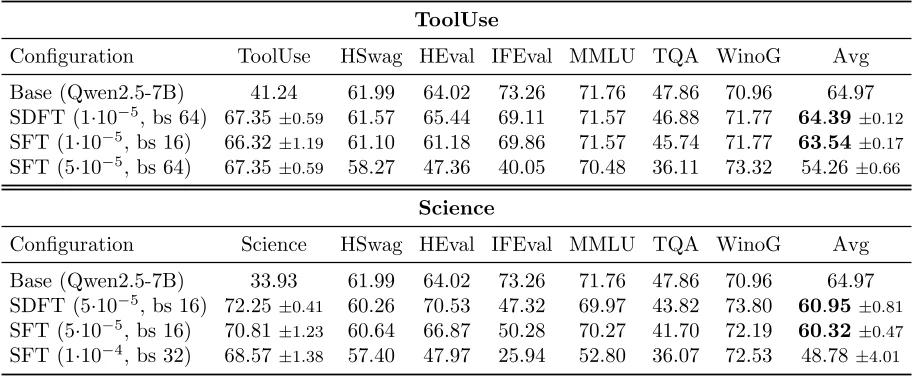 ToolUse
Configuration ToolUse HSwag HEval IFEval MMLU TQA WinoG Avg
Base (Qwen2.5-7B) 41.24 61.99 64.02 73.26 71.76 47.86 70.96 64.97
SDFT (1·10⁻⁵, bs 64) 67.35 ±0.59 61.57 65.44 69.11 71.57 46.88 71.77 64.39 ±0.12
SFT (1·10⁻⁵, bs 16) 66.32 ±1.19 61.10 61.18 69.86 71.57 45.74 71.77 63.54 ±0.17
SFT (5·10⁻⁵, bs 64) 67.35 ±0.59 58.27 47.36 40.05 70.48 36.11 73.32 54.26 ±0.66
Science
Configuration Science HSwag HEval IFEval MMLU TQA WinoG Avg
Base (Qwen2.5-7B) 33.93 61.99 64.02 73.26 71.76 47.86 70.96 64.97
SDFT (5·10⁻⁵, bs 16) 72.25 ±0.41 60.26 70.53 47.32 69.97 43.82 73.80 60.95 ±0.81
SFT (5·10⁻⁵, bs 16) 70.81 ±1.23 60.64 66.87 50.28 70.27 41.70 72.19 60.32 ±0.47
SFT (1·10⁻⁴, bs 32) 68.57 ±1.38 57.40 47.97 25.94 52.80 36.07 72.53 48.78 ±4.01